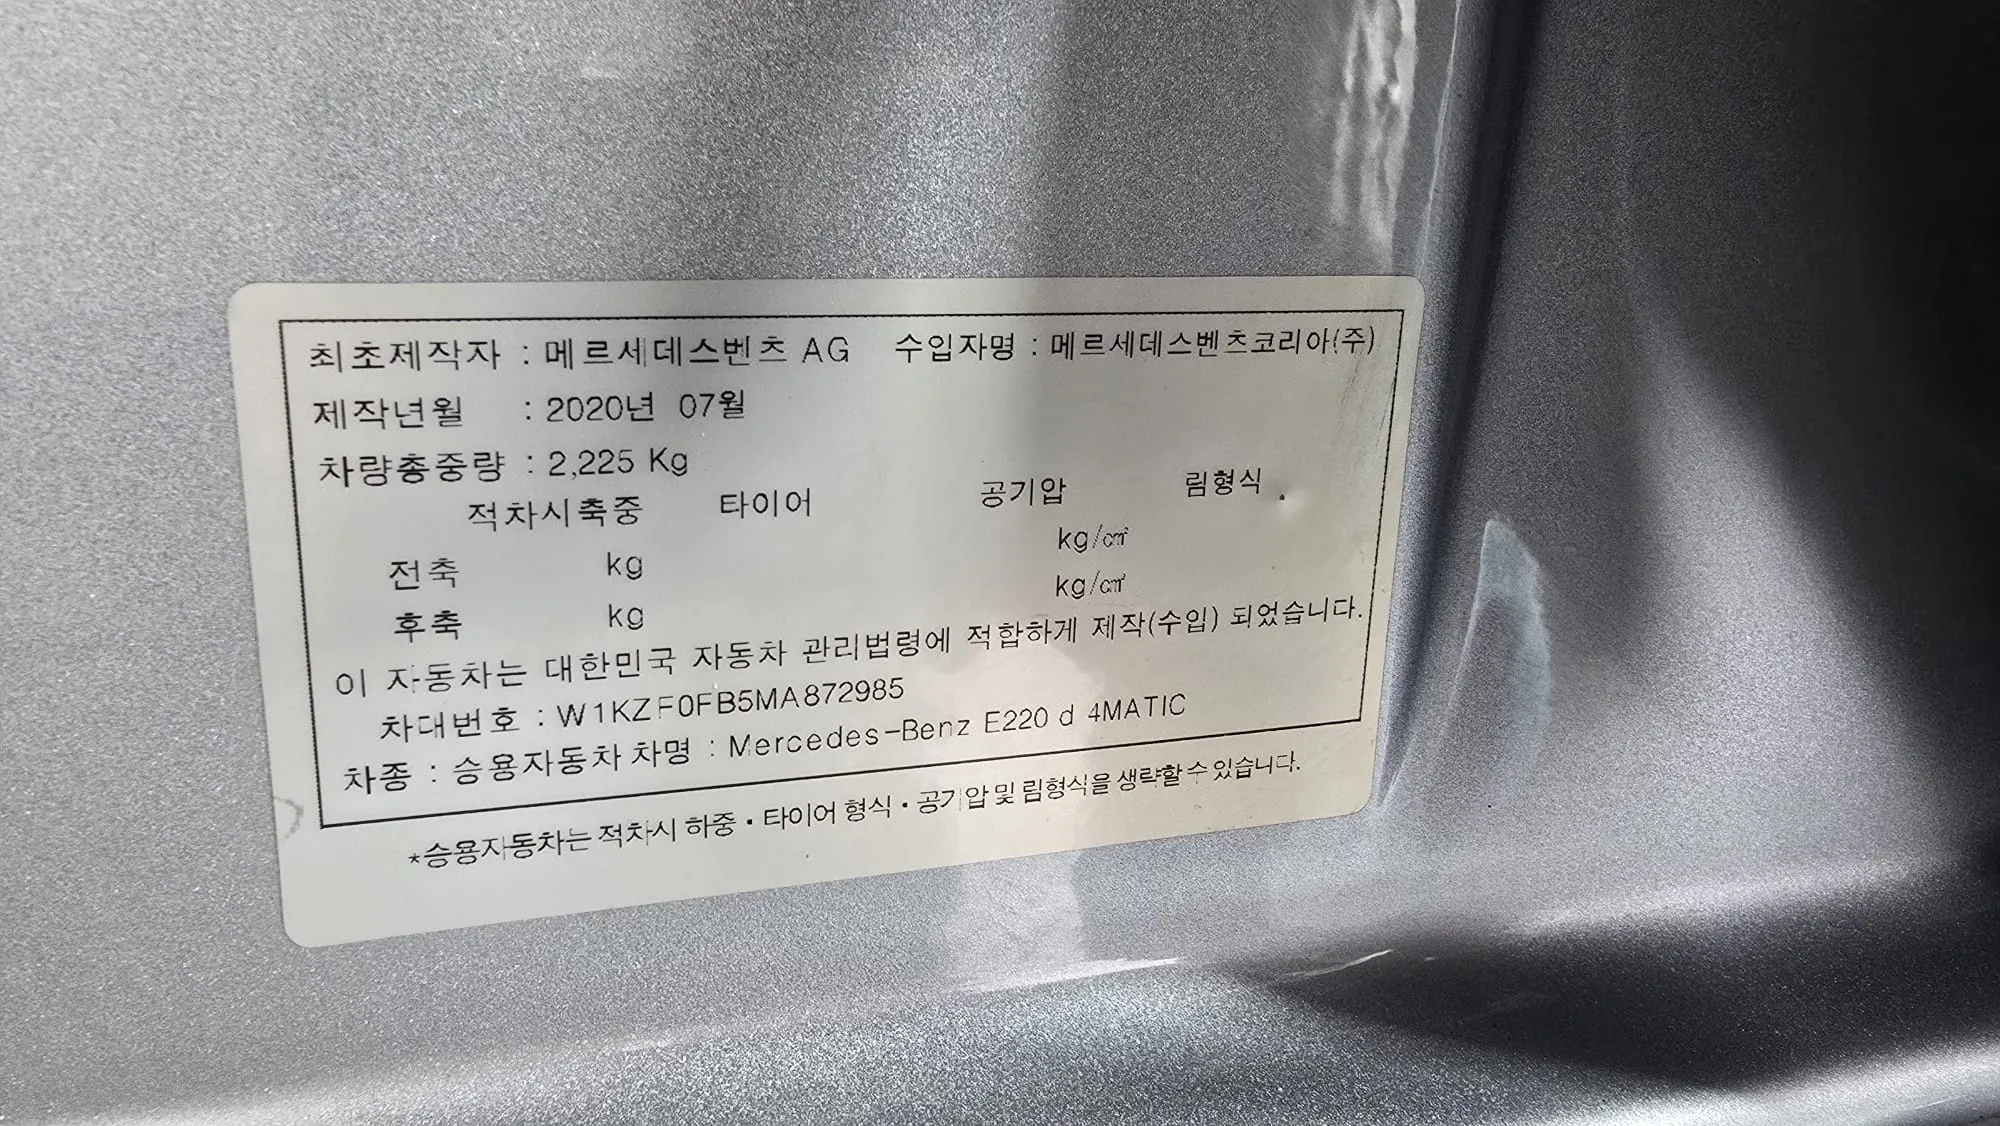 최초제작자 : 메르세데스벤츠 AG 수입자명 : 메르세데스벤츠코리아(주)
제작년월 : 2020년 07월
차량총중량 : 2,225 Kg
적차시축중 타이어 공기압 림형식
전축 kg kg/㎠
후축 kg kg/㎠
이 자동차는 대한민국 자동차 관리법령에 적합하게 제작(수입) 되었습니다.
차대번호 : W1KZF0FB5MA872985
차종 : 승용자동차 차명 : Mercedes-Benz E220 d 4MATIC
*승용자동차는 적차시 하중・타이어 형식・공기압 및 림형식을 생략할 수 있습니다.